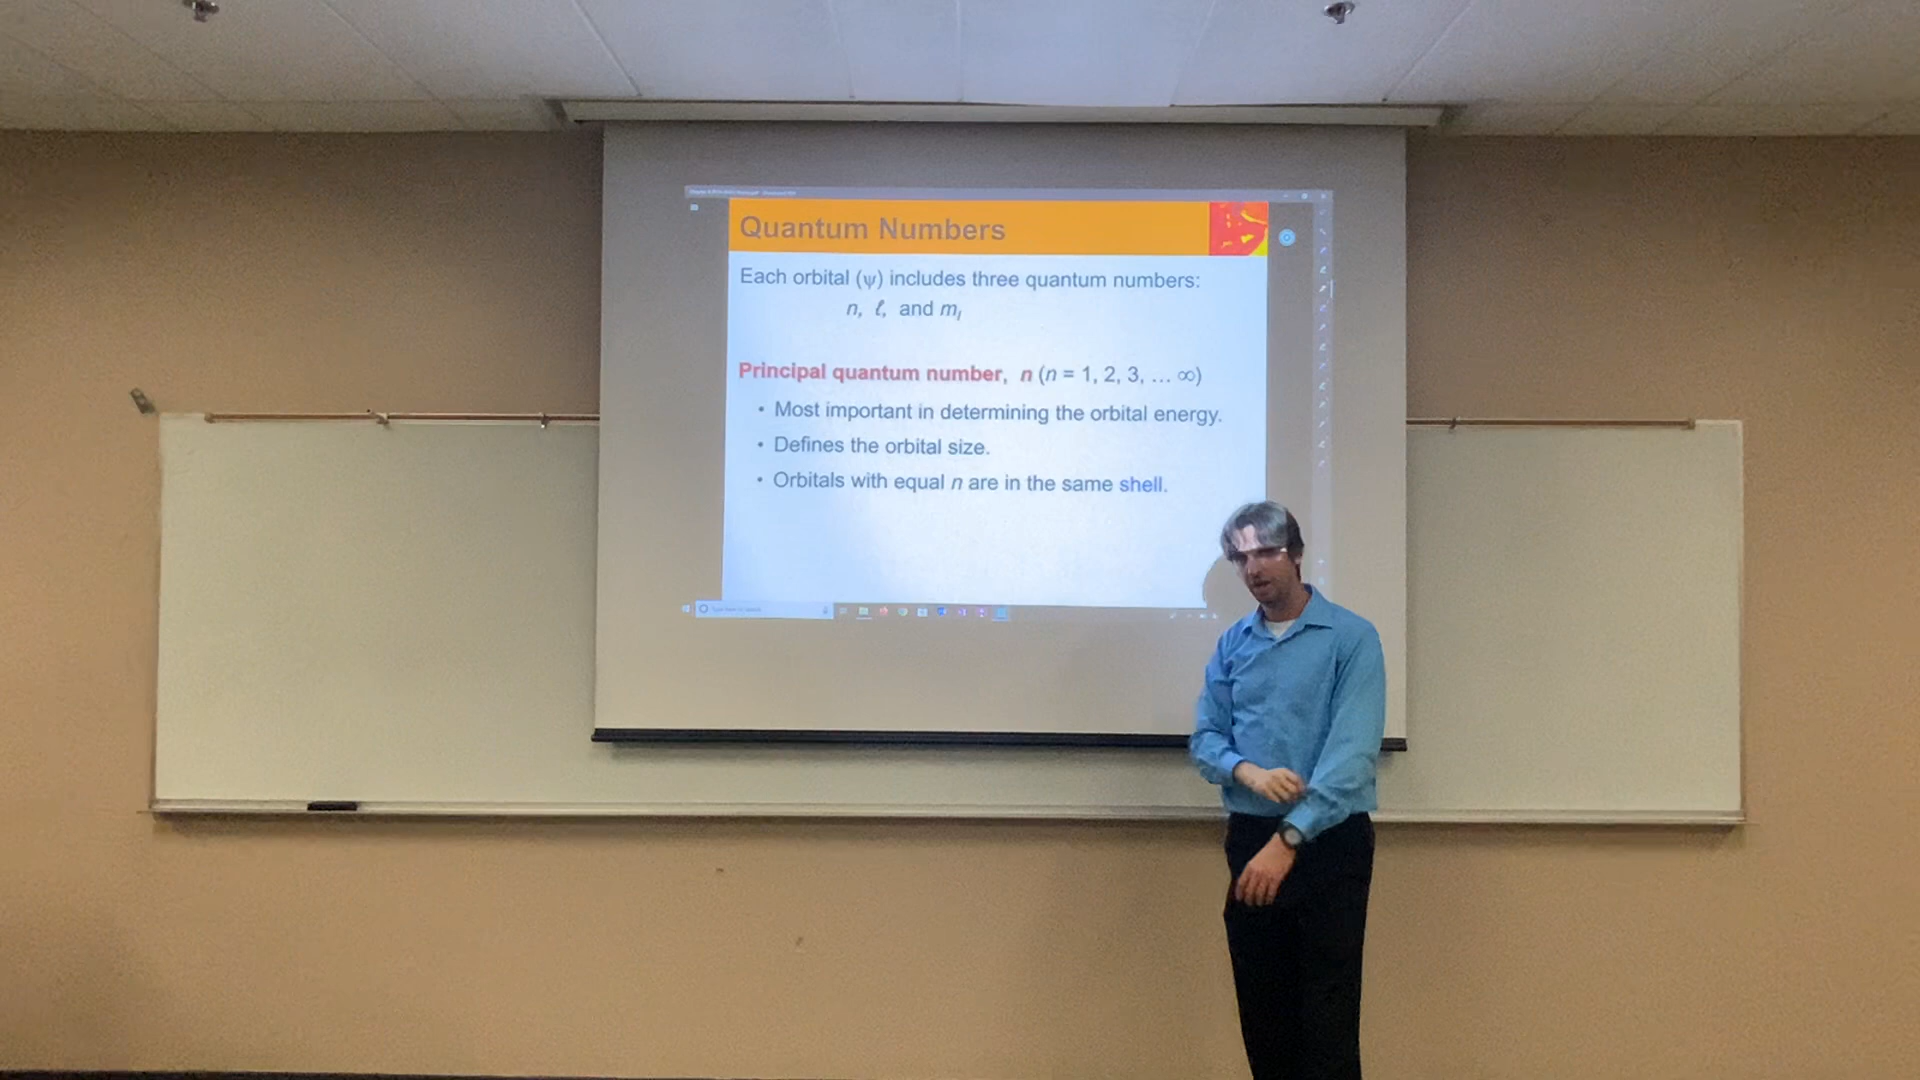 Quantum Numbers
Each orbital (ψ) includes three quantum numbers:
n, ℓ, and mₗ
Principal quantum number, n (n = 1, 2, 3, … ∞)
• Most important in determining the orbital energy.
• Defines the orbital size.
• Orbitals with equal n are in the same shell.